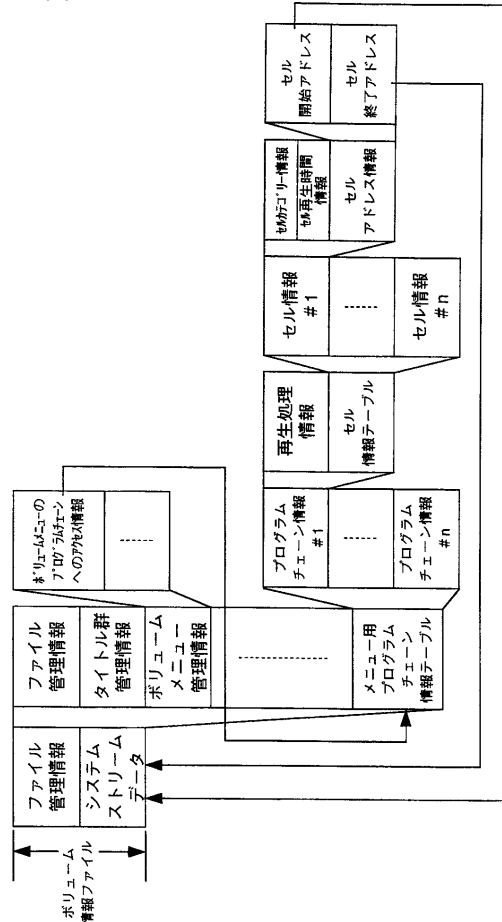 ボリューム
情報ファイル
ファイル
管理情報
システム
ストリーム
データ
ファイル
管理情報
タイトル群
管理情報
ボリューム
メニュー
管理情報
メニュー用
プログラム
チェーン
情報テーブル
ボリュームメニューの
プログラムチェーン
へのアクセス情報
プログラム
チェーン情報
#1
プログラム
チェーン情報
#n
再生処理
情報
セル
情報テーブル
セル情報
#1
セル情報
#n
セルカテゴリー情報
セル再生時間
情報
セル
アドレス情報
セル
開始アドレス
セル
終了アドレス